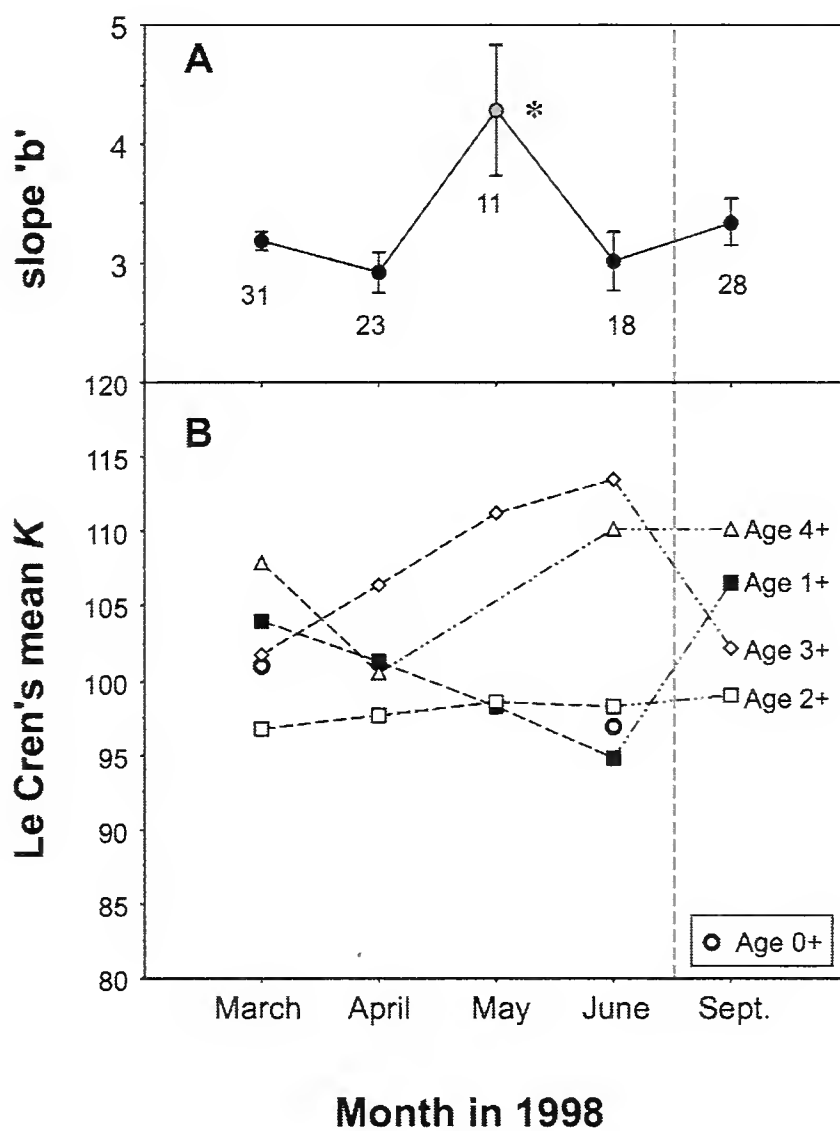 A
slope 'b'
5
4
3
*
31
23
11
18
28
B
Le Cren's mean K
120
115
110
105
100
95
90
85
80
Age 4+
Age 1+
Age 3+
Age 2+
Age 0+
March April May June Sept.
Month in 1998